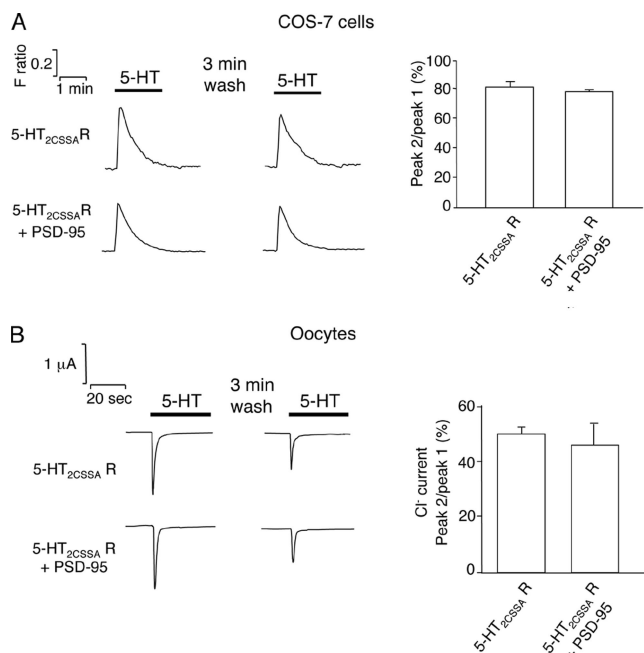 A
COS-7 cells
F ratio
0.2
1 min
5-HT
3 min
wash
5-HT
5-HT2CSSAR
5-HT2CSSAR
+ PSD-95
Peak 2/peak 1 (%)
100
80
60
40
20
0
5-HT2CSSA R
5-HT2CSSA R
+ PSD-95
B
Oocytes
1 μA
20 sec
5-HT
3 min
wash
5-HT
5-HT2CSSA R
5-HT2CSSA R
+ PSD-95
Cl- current
Peak 2/peak 1 (%)
60
40
20
0
5-HT2CSSA R
5-HT2CSSA R
+ PSD-95